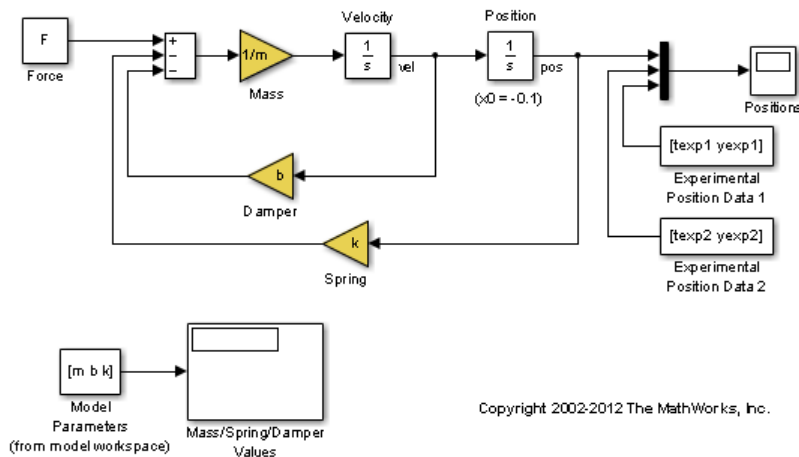 Velocity
Position
F
+
−
−
1/m
1
s
vel
1
s
pos
Force
Mass
(x0 = -0.1)
Positions
[texp1 yexp1]
b
Experimental
Position Data 1
Damper
k
[texp2 yexp2]
Spring
Experimental
Position Data 2
[m b k]
Model
Parameters
(from model workspace)
Mass/Spring/Damper
Values
Copyright 2002-2012 The MathWorks, Inc.